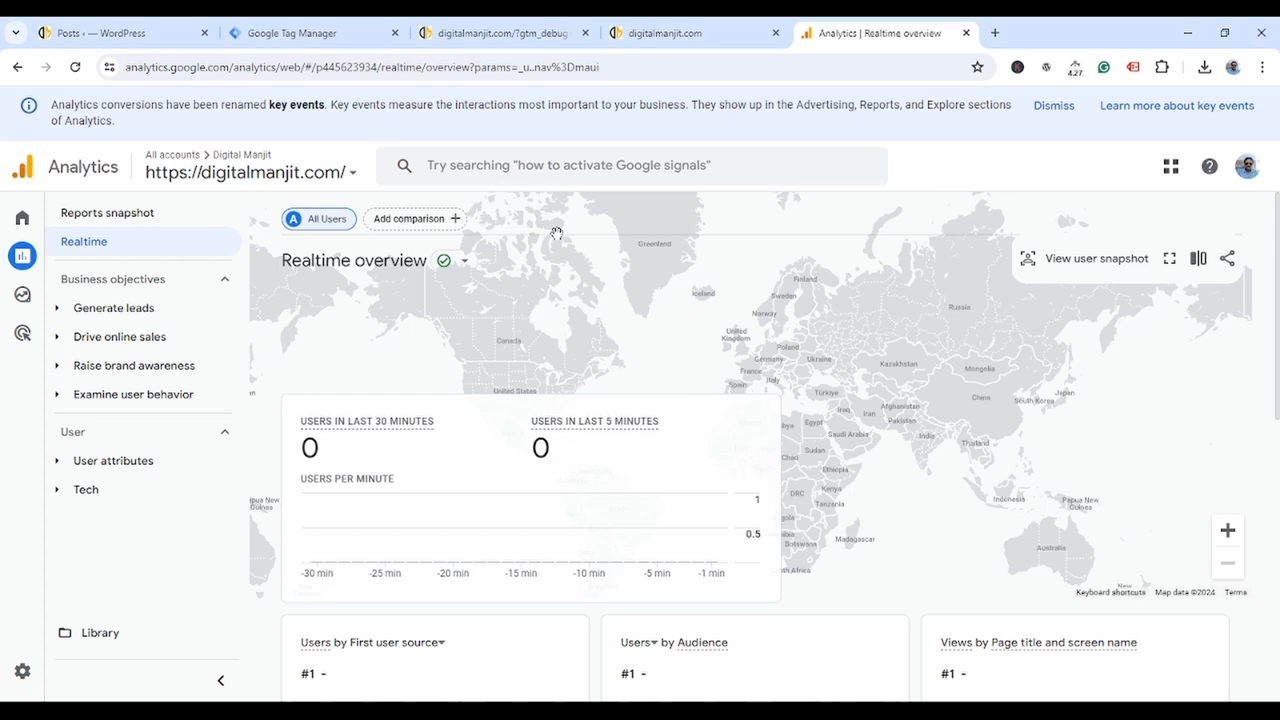 Posts ‹ — WordPress
Google Tag Manager
digitalmanjit.com/?gtm_debug
digitalmanjit.com
Analytics | Realtime overview
analytics.google.com/analytics/web/#/p445623934/realtime/overview?params=_u..nav%3Dmaui
4.27
Analytics conversions have been renamed key events. Key events measure the interactions most important to your business. They show up in the Advertising, Reports, and Explore sections
of Analytics.
Dismiss
Learn more about key events
Analytics
All accounts > Digital Manjit
https://digitalmanjit.com/
Try searching "how to activate Google signals"
Reports snapshot
Realtime
Business objectives
Generate leads
Drive online sales
Raise brand awareness
Examine user behavior
User
User attributes
Tech
Library
A All Users
Add comparison +
Realtime overview
View user snapshot
Greenland
Iceland
Finland
Sweden
Norway
Russia
United
Kingdom
Poland
Germany
Ukraine
France
Kazakhstan
Mongolia
Spain
Italy
Türkiye
Canada
United States
China
Japan
South Korea
Iraq
Iran
Afghanistan
Pakistan
Egypt
Saudi Arabia
India
Thailand
Chad
Sudan
Ethiopia
Kenya
DRC
Tanzania
Indonesia
Papua New
Guinea
Botswana
Madagascar
Australia
USERS IN LAST 30 MINUTES
0
USERS IN LAST 5 MINUTES
0
USERS PER MINUTE
1
0.5
-30 min
-25 min
-20 min
-15 min
-10 min
-5 min
-1 min
Keyboard shortcuts
Map data ©2024
Terms
Users by First user source
#1 -
Users by Audience
#1 -
Views by Page title and screen name
#1 -